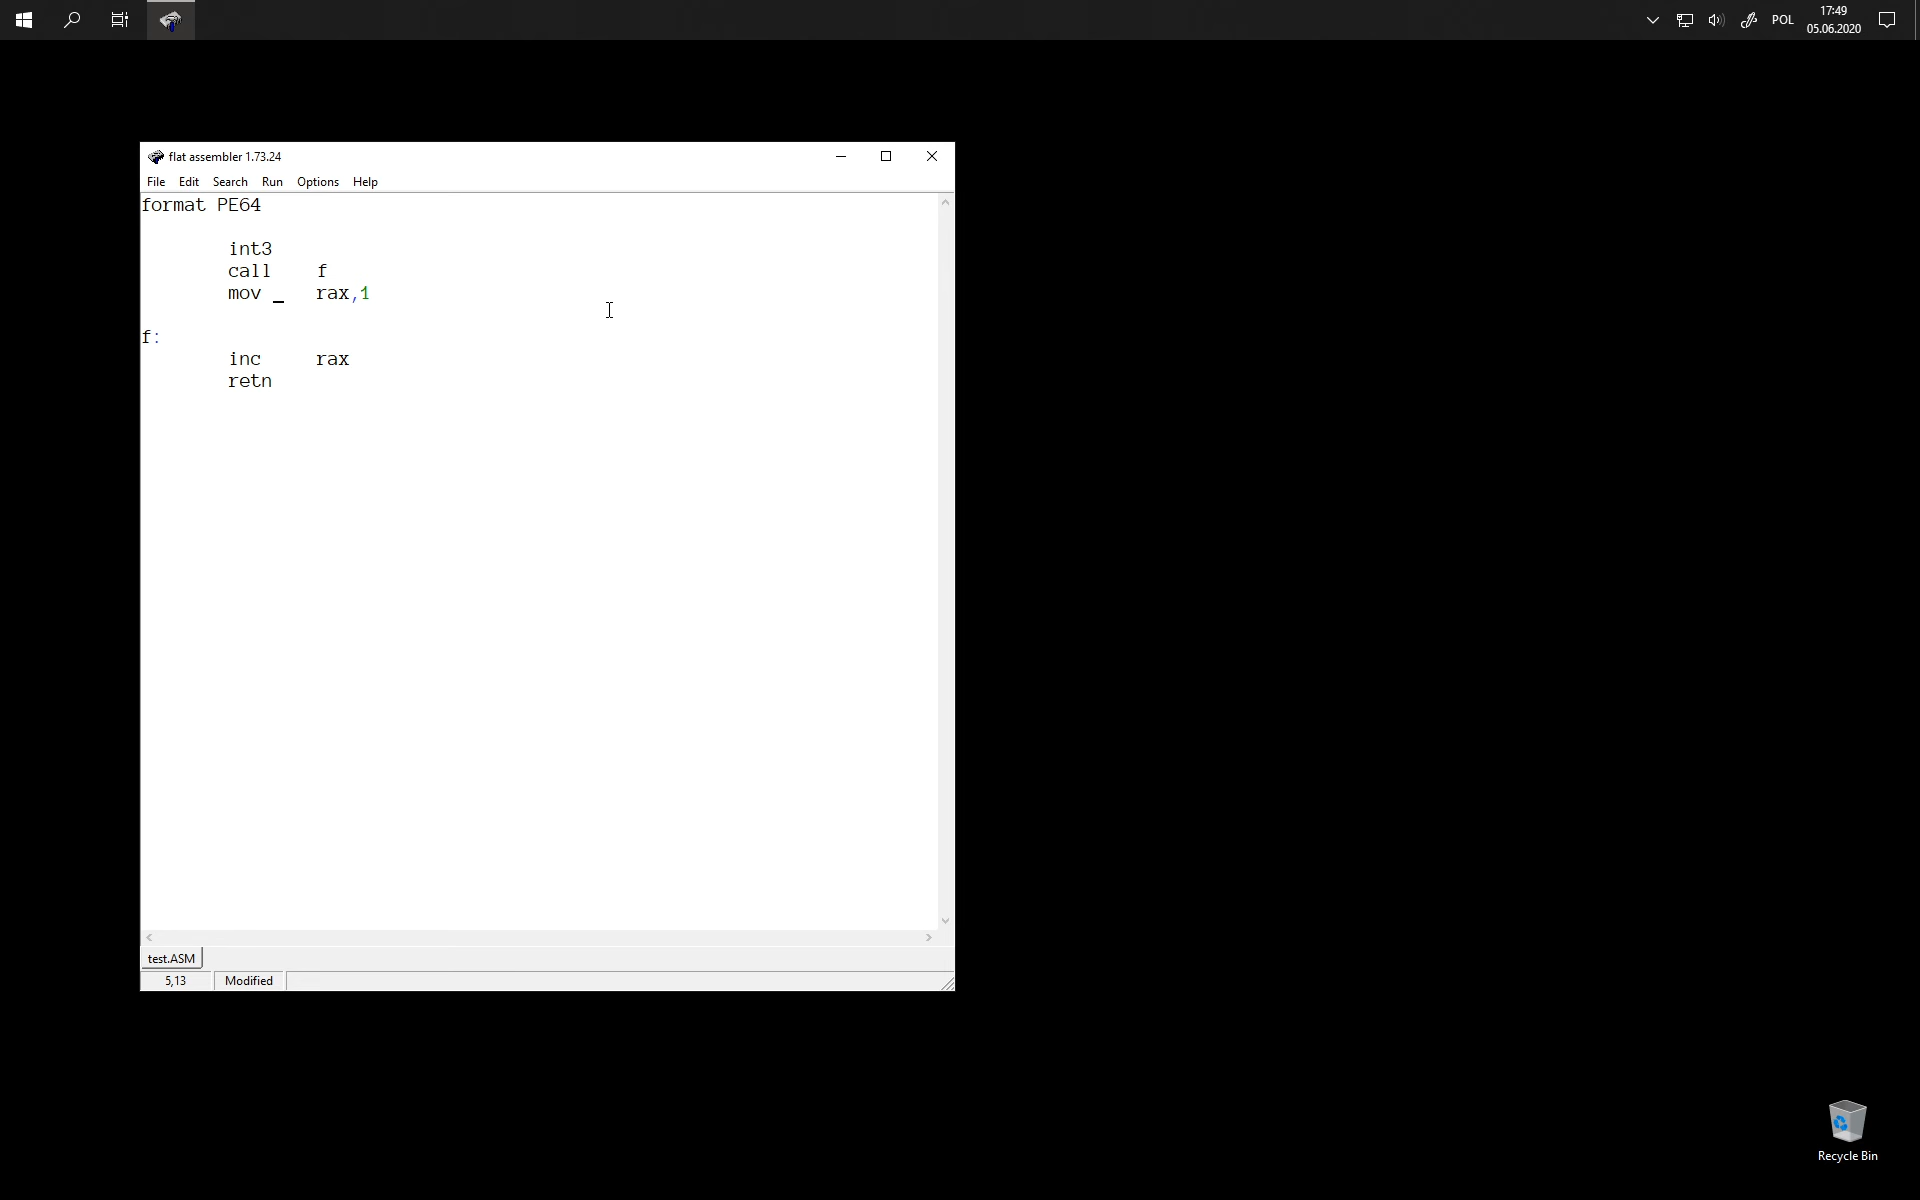 POL
17:49
05.06.2020
flat assembler 1.73.24
File Edit Search Run Options Help
format PE64
int3
call f
mov _ rax,1
f:
inc rax
retn
test.ASM
5,13 Modified
Recycle Bin